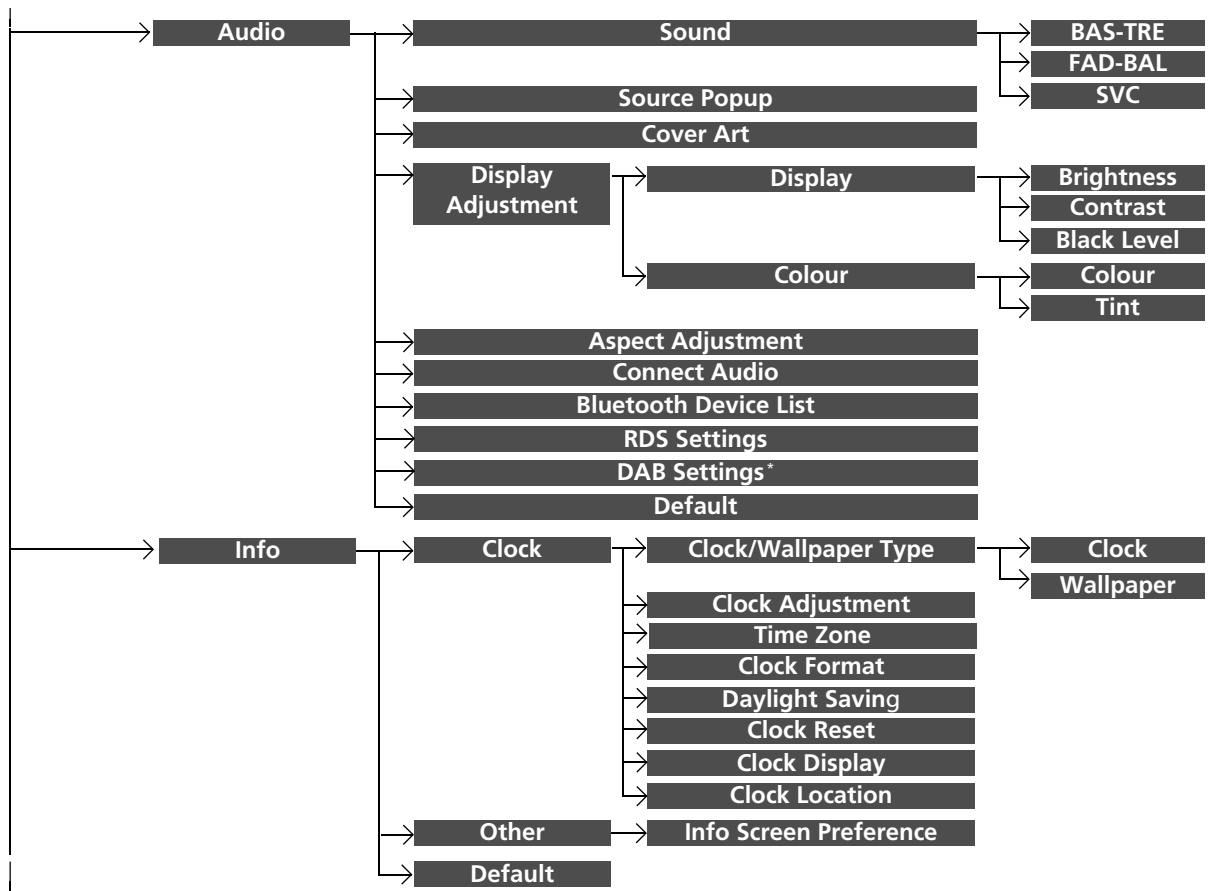 Audio
Sound
BAS-TRE
FAD-BAL
SVC
Source Popup
Cover Art
Display
Adjustment
Display
Brightness
Contrast
Black Level
Colour
Colour
Tint
Aspect Adjustment
Connect Audio
Bluetooth Device List
RDS Settings
DAB Settings*
Default
Info
Clock
Clock/Wallpaper Type
Clock
Wallpaper
Clock Adjustment
Time Zone
Clock Format
Daylight Saving
Clock Reset
Clock Display
Clock Location
Other
Info Screen Preference
Default